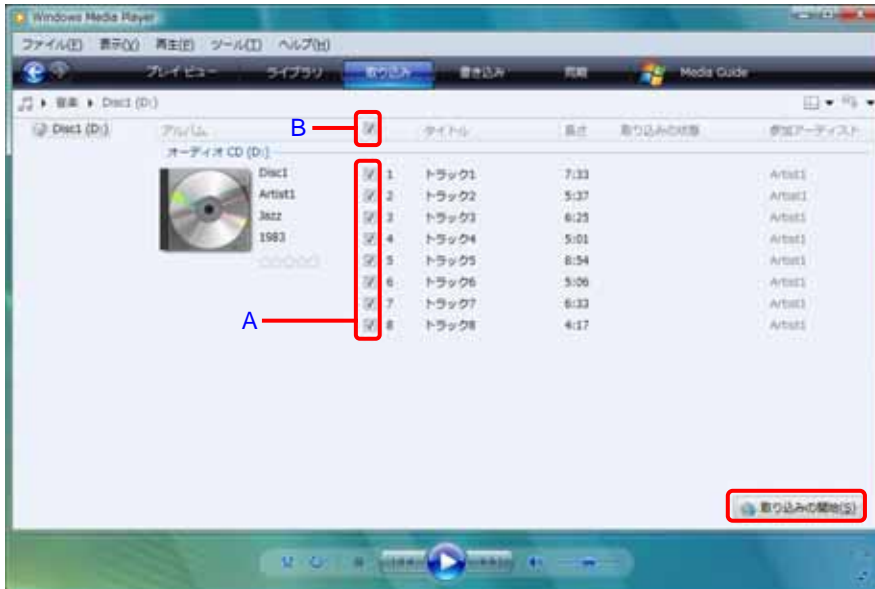 Windows Media Player
ファイル(F) 表示(V) 再生(P) ツール(T) ヘルプ(H)
プレイ ビュー ライブラリ 取り込み 書き込み 同期 Media Guide
音楽 Disc1 (D:)
Disc1 (D:) アルバム B タイトル 長さ 取り込みの状態 参加アーティスト
オーディオ CD (D:)
Disc1 1 トラック1 7:33 Artist1
Artist1 2 トラック2 5:37 Artist1
Jazz 3 トラック3 6:25 Artist1
1983 4 トラック4 5:01 Artist1
5 トラック5 8:54 Artist1
6 トラック6 5:06 Artist1
7 トラック7 6:33 Artist1
A 8 トラック8 4:17 Artist1
取り込みの開始(S)